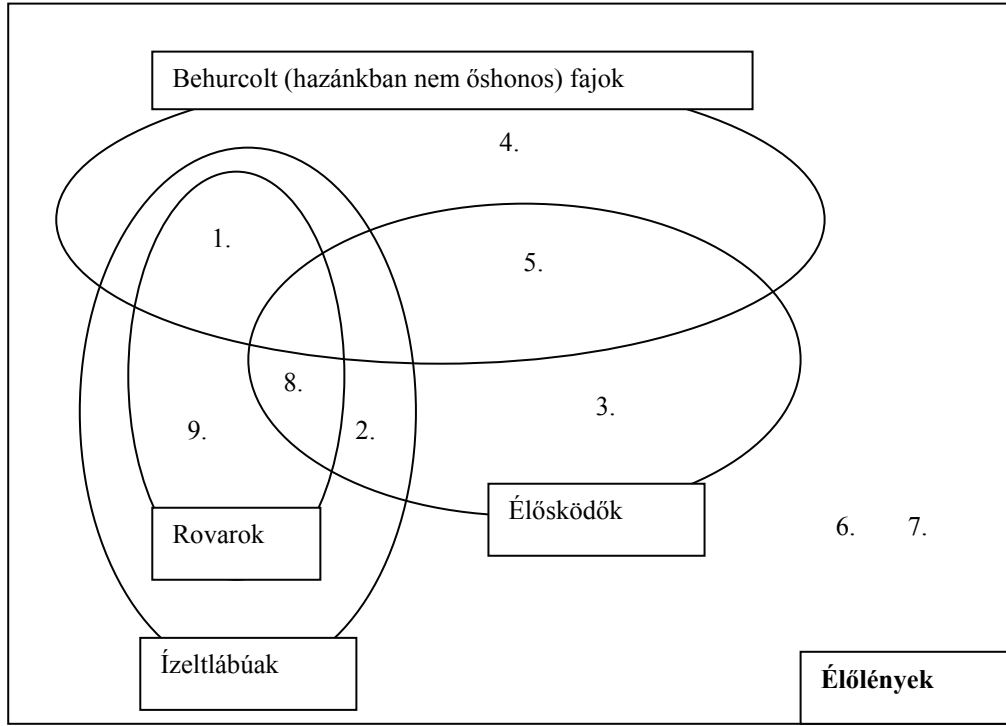 Behurcolt (hazánkban nem őshonos) fajok
4.
1.
5.
8.
3.
9.
2.
Élősködők
Rovarok
6.
7.
Ízeltlábúak
Élőlények